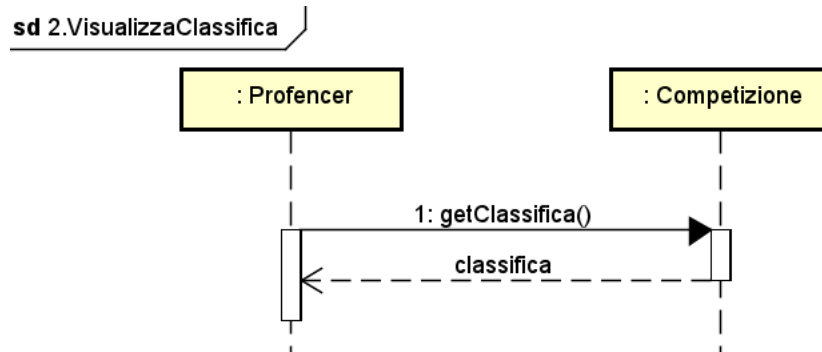 sd 2.VisualizzaClassifica
: Profencer
: Competizione
1: getClassifica()
classifica